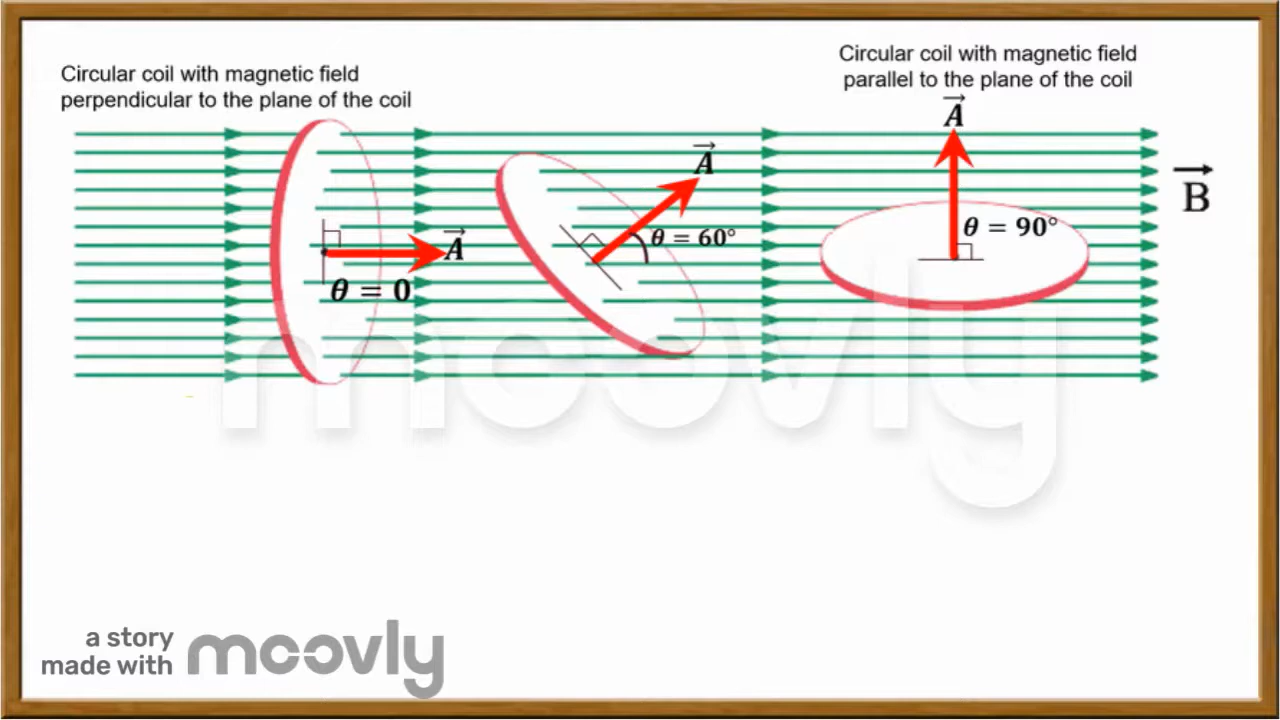 Circular coil with magnetic field
perpendicular to the plane of the coil
Circular coil with magnetic field
parallel to the plane of the coil
A⃗
θ = 0
A⃗
θ = 60°
A⃗
θ = 90°
B⃗
moovly
a story
made with moovly